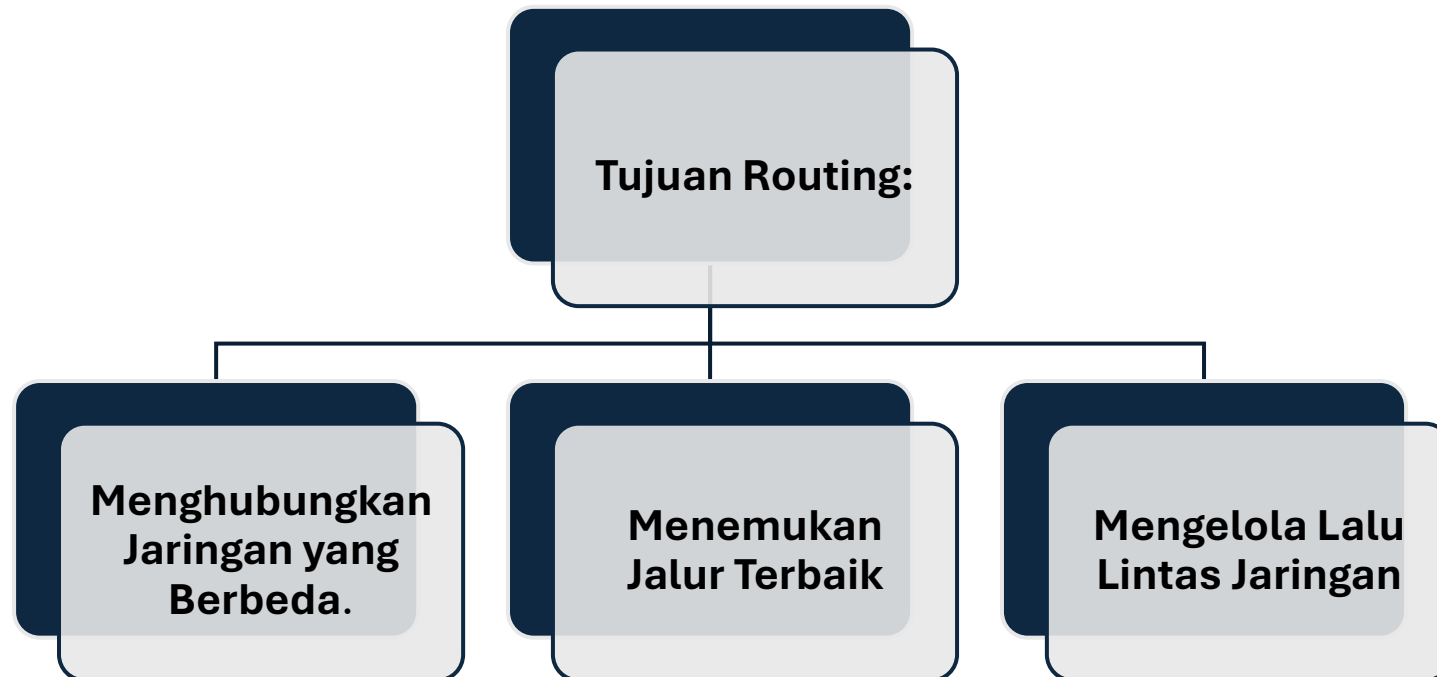 Tujuan Routing:
Menghubungkan
Jaringan yang
Berbeda.
Menemukan
Jalur Terbaik
Mengelola Lalu
Lintas Jaringan